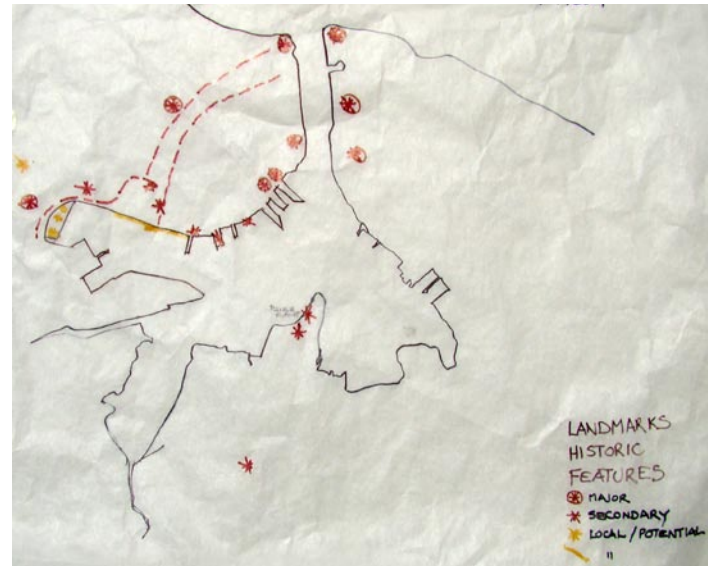 LANDMARKS
HISTORIC
FEATURES
MAJOR
SECONDARY
LOCAL/POTENTIAL
"